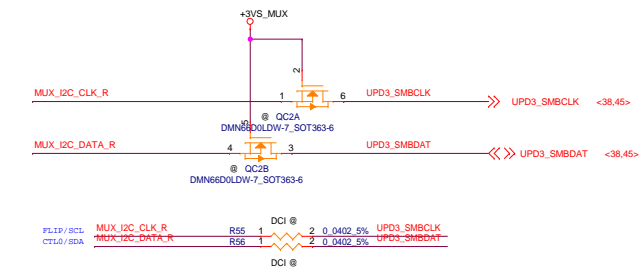 +3VS_MUX
2
MUX_I2C_CLK_R 1 6 UPD3_SMBCLK UPD3_SMBCLK <38,45>
@ QC2A
DMN66D0LDW-7_SOT363-6
5
MUX_I2C_DATA_R 4 3 UPD3_SMBDAT UPD3_SMBDAT <38,45>
@ QC2B
DMN66D0LDW-7_SOT363-6
DCI @
FLIP/SCL MUX_I2C_CLK_R R55 1 2 0_0402_5% UPD3_SMBCLK
CTL0/SDA MUX_I2C_DATA_R R56 1 2 0_0402_5% UPD3_SMBDAT
DCI @